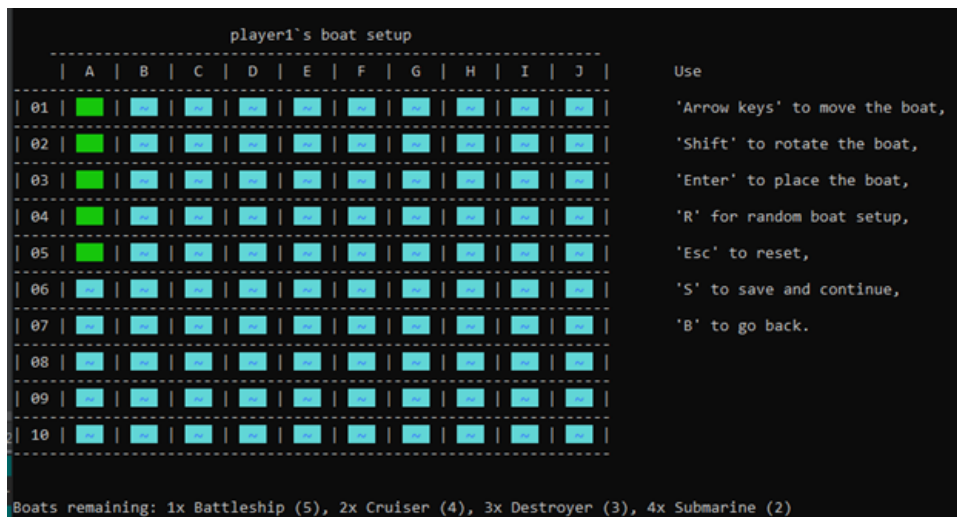 player1`s boat setup
| A | B | C | D | E | F | G | H | I | J | Use
| 01 | | ~ | ~ | ~ | ~ | ~ | ~ | ~ | ~ | ~ | 'Arrow keys' to move the boat,
| 02 | | ~ | ~ | ~ | ~ | ~ | ~ | ~ | ~ | ~ | 'Shift' to rotate the boat,
| 03 | | ~ | ~ | ~ | ~ | ~ | ~ | ~ | ~ | ~ | 'Enter' to place the boat,
| 04 | | ~ | ~ | ~ | ~ | ~ | ~ | ~ | ~ | ~ | 'R' for random boat setup,
| 05 | | ~ | ~ | ~ | ~ | ~ | ~ | ~ | ~ | ~ | 'Esc' to reset,
| 06 | ~ | ~ | ~ | ~ | ~ | ~ | ~ | ~ | ~ | ~ | 'S' to save and continue,
| 07 | ~ | ~ | ~ | ~ | ~ | ~ | ~ | ~ | ~ | ~ | 'B' to go back.
| 08 | ~ | ~ | ~ | ~ | ~ | ~ | ~ | ~ | ~ | ~ |
| 09 | ~ | ~ | ~ | ~ | ~ | ~ | ~ | ~ | ~ | ~ |
| 10 | ~ | ~ | ~ | ~ | ~ | ~ | ~ | ~ | ~ | ~ |
Boats remaining: 1x Battleship (5), 2x Cruiser (4), 3x Destroyer (3), 4x Submarine (2)